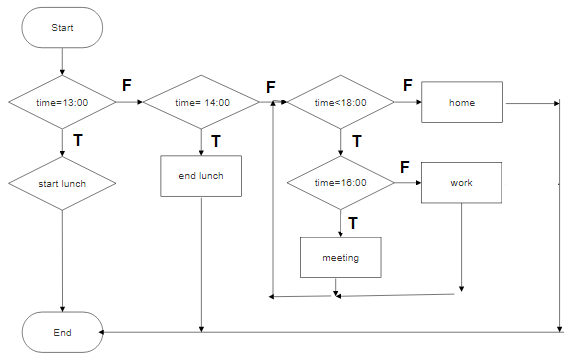 Start
time=13:00
F
time= 14:00
F
time<18:00
F
home
T
T
T
start lunch
end lunch
time=16:00
F
work
T
meeting
End